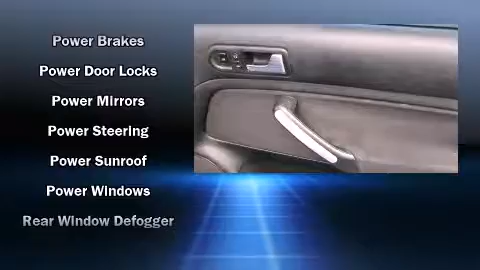 Power Brakes
Power Door Locks
Power Mirrors
Power Steering
Power Sunroof
Power Windows
Rear Window Defogger